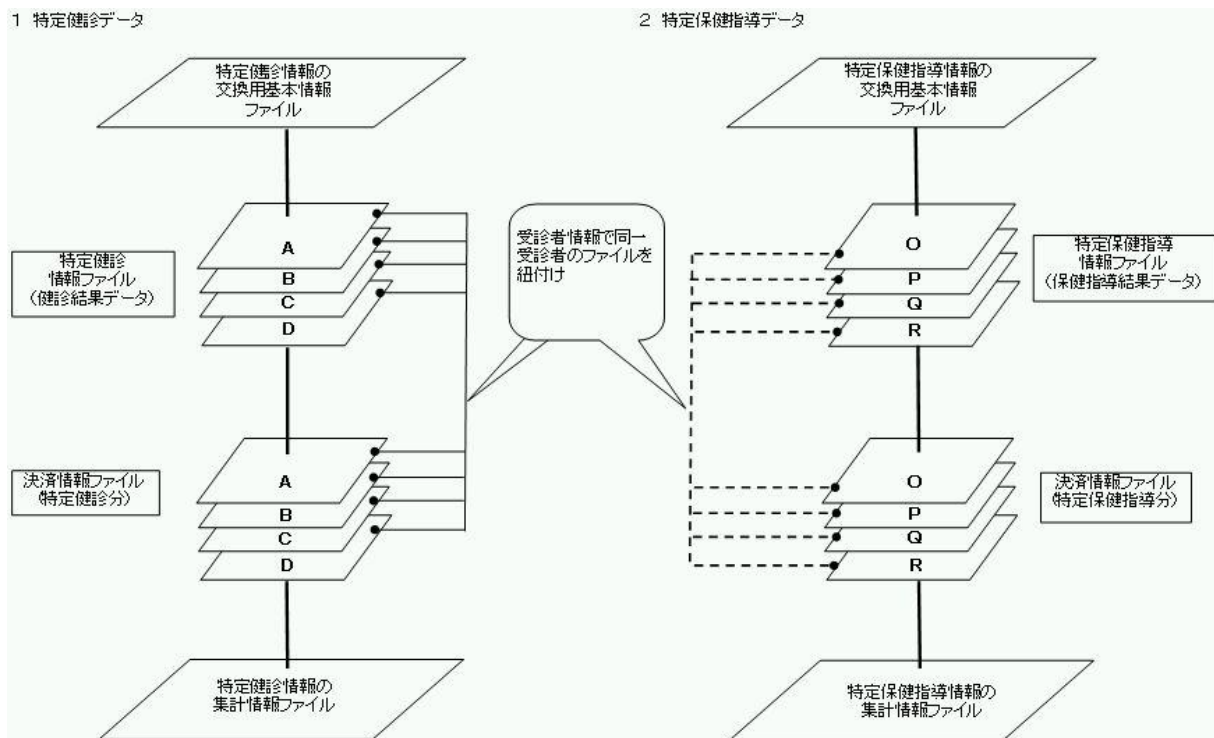 1 特定健診データ
特定健診情報の
交換用基本情報
ファイル
特定健診
情報ファイル
（健診結果データ）
A
B
C
D
決済情報ファイル
（特定健診分）
A
B
C
D
特定健診情報の
集計情報ファイル
受診者情報で同一
受診者のファイルを
紐付け
2 特定保健指導データ
特定保健指導情報の
交換用基本情報
ファイル
O
P
Q
R
特定保健指導
情報ファイル
（保健指導結果データ）
O
P
Q
R
決済情報ファイル
（特定保健指導分）
特定保健指導情報の
集計情報ファイル